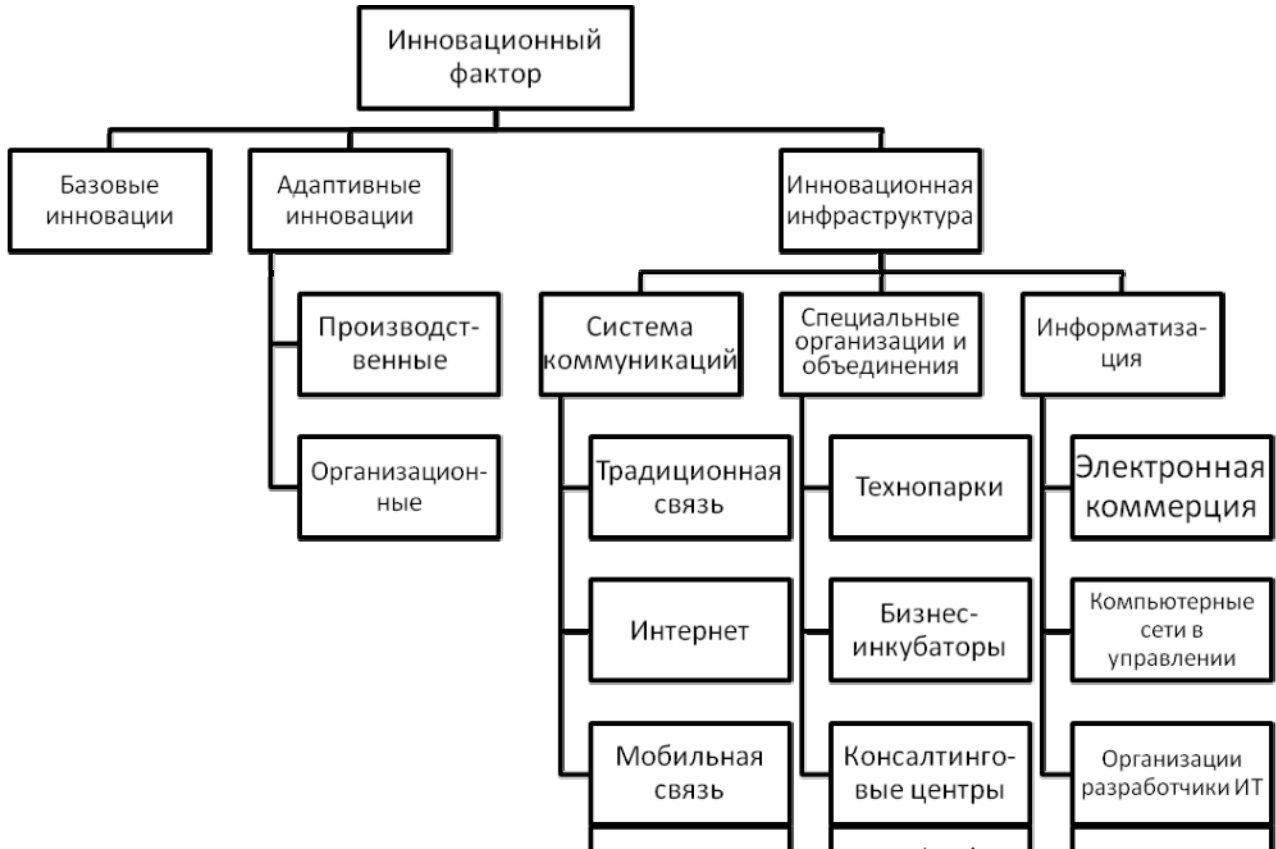 Инновационный
фактор
Базовые
инновации
Адаптивные
инновации
Инновационная
инфраструктура
Производст-
венные
Организацион-
ные
Система
коммуникаций
Специальные
организации и
объединения
Информатиза-
ция
Традиционная
связь
Интернет
Мобильная
связь
Технопарки
Бизнес-
инкубаторы
Консалтинго-
вые центры
Электронная
коммерция
Компьютерные
сети в
управлении
Организации
разработчики ИТ